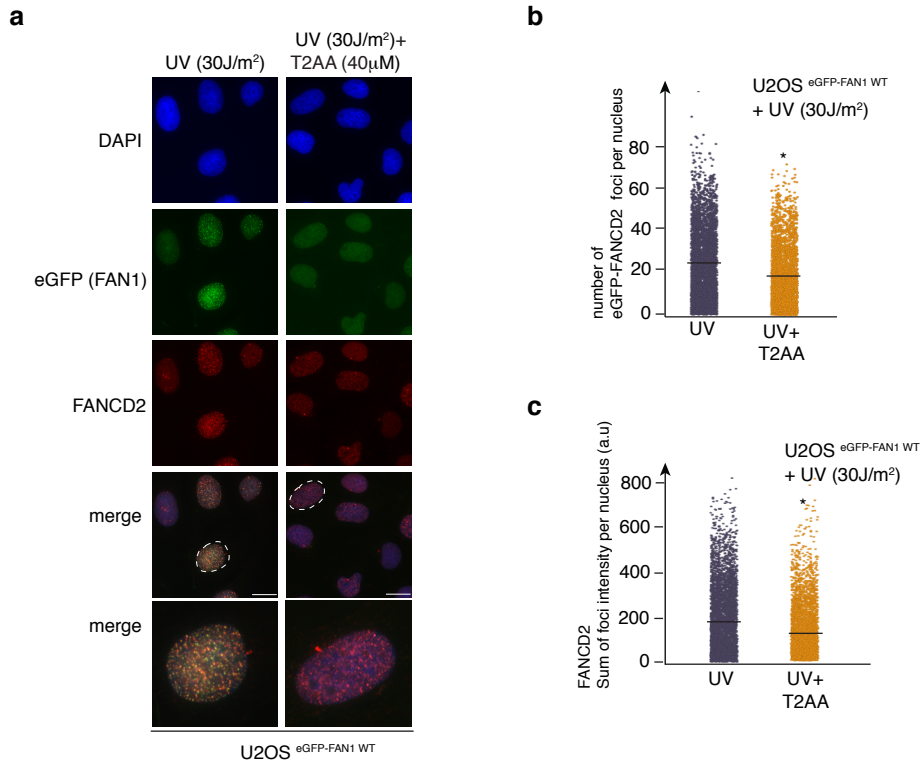 a
UV (30J/m²)
UV (30J/m²)+
T2AA (40µM)
DAPI
eGFP (FAN1)
FANCD2
merge
merge
U2OS eGFP-FAN1 WT
b
U2OS eGFP-FAN1 WT
+ UV (30J/m²)
number of
eGFP-FANCD2 foci per nucleus
80
60
40
20
0
*
UV
UV+
T2AA
c
U2OS eGFP-FAN1 WT
+ UV (30J/m²)
FANCD2
Sum of foci intensity per nucleus (a.u)
800
600
400
200
0
*
UV
UV+
T2AA